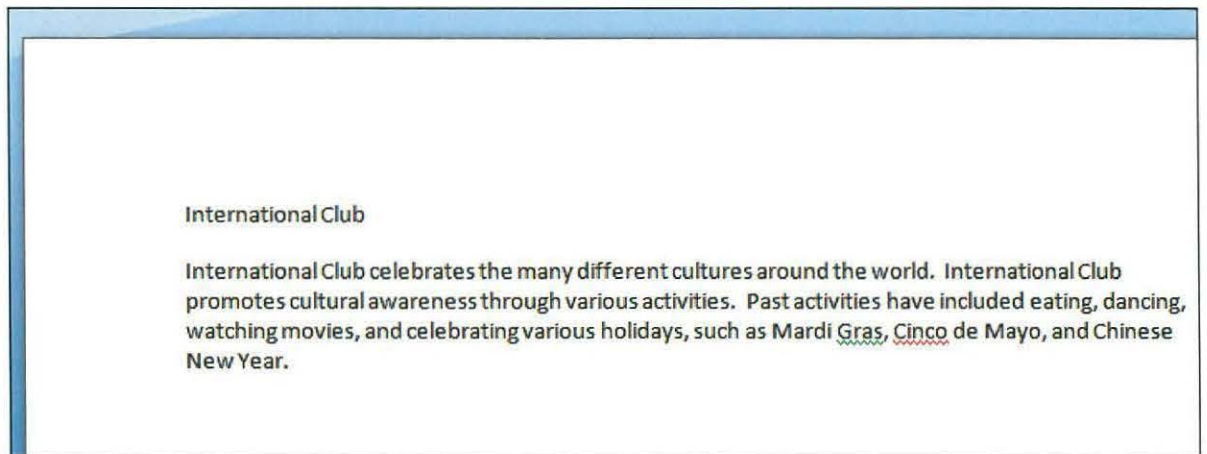 International Club
International Club celebrates the many different cultures around the world.  International Club
promotes cultural awareness through various activities.  Past activities have included eating, dancing,
watching movies, and celebrating various holidays, such as Mardi Gras, Cinco de Mayo, and Chinese
New Year.